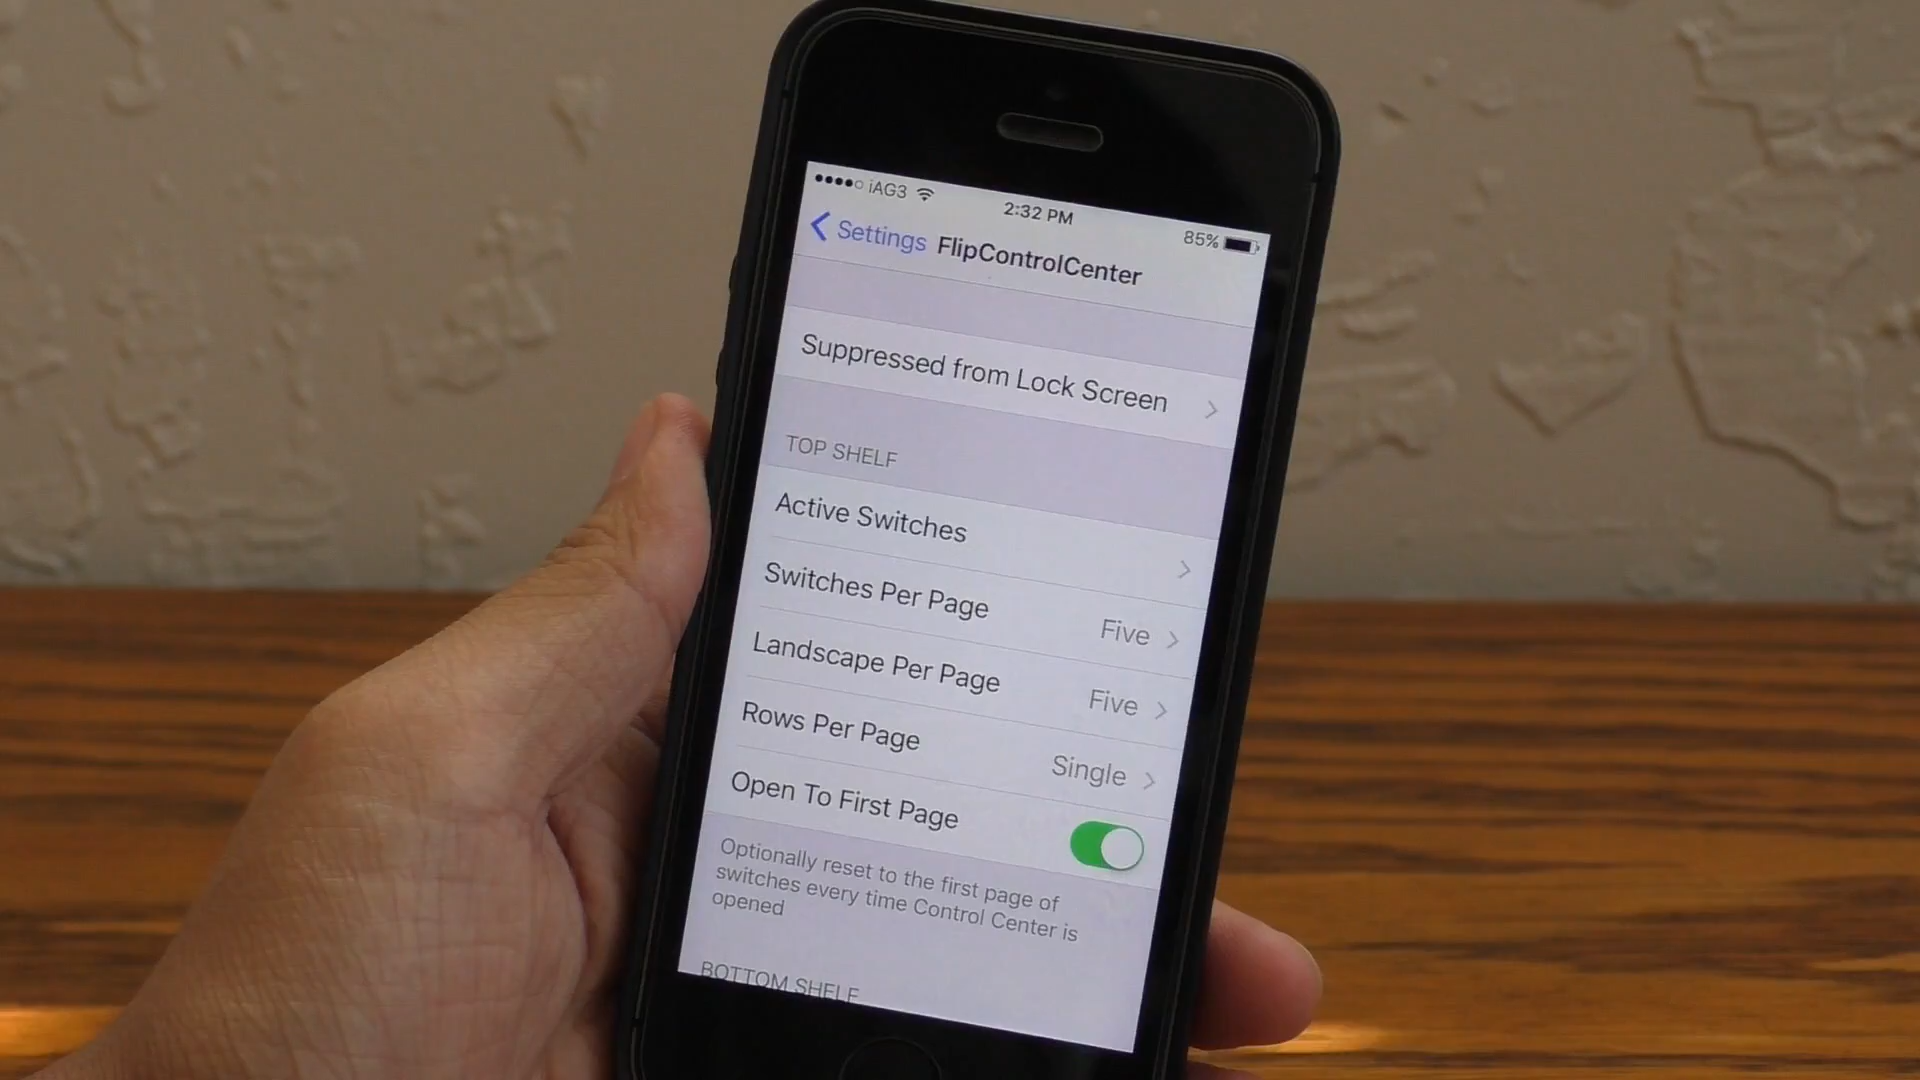 iAG3
2:32 PM
85%
Settings
FlipControlCenter
Suppressed from Lock Screen
TOP SHELF
Active Switches
Switches Per Page Five
Landscape Per Page Five
Rows Per Page Single
Open To First Page
Optionally reset to the first page of
switches every time Control Center is
opened
BOTTOM SHELF